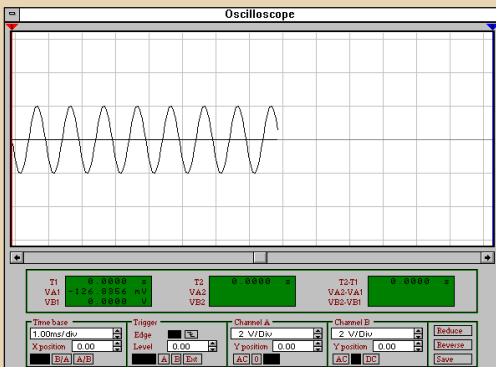 Oscilloscope
T1 0.0000 s T2 0.0000 s T2-T1 0.0000 s
VA1 -126.0356 mV VA2 VA2-VA1
VB1 0.0000 V VB2 VB2-VB1
Time base Trigger Channel A Channel B Reduce
1.00ms/div Edge 2 V/Div 2 V/Div
X position 0.00 Level 0.00 Y position 0.00 Y position 0.00 Reverse
B/A A/B A B Ext AC 0 AC DC Save